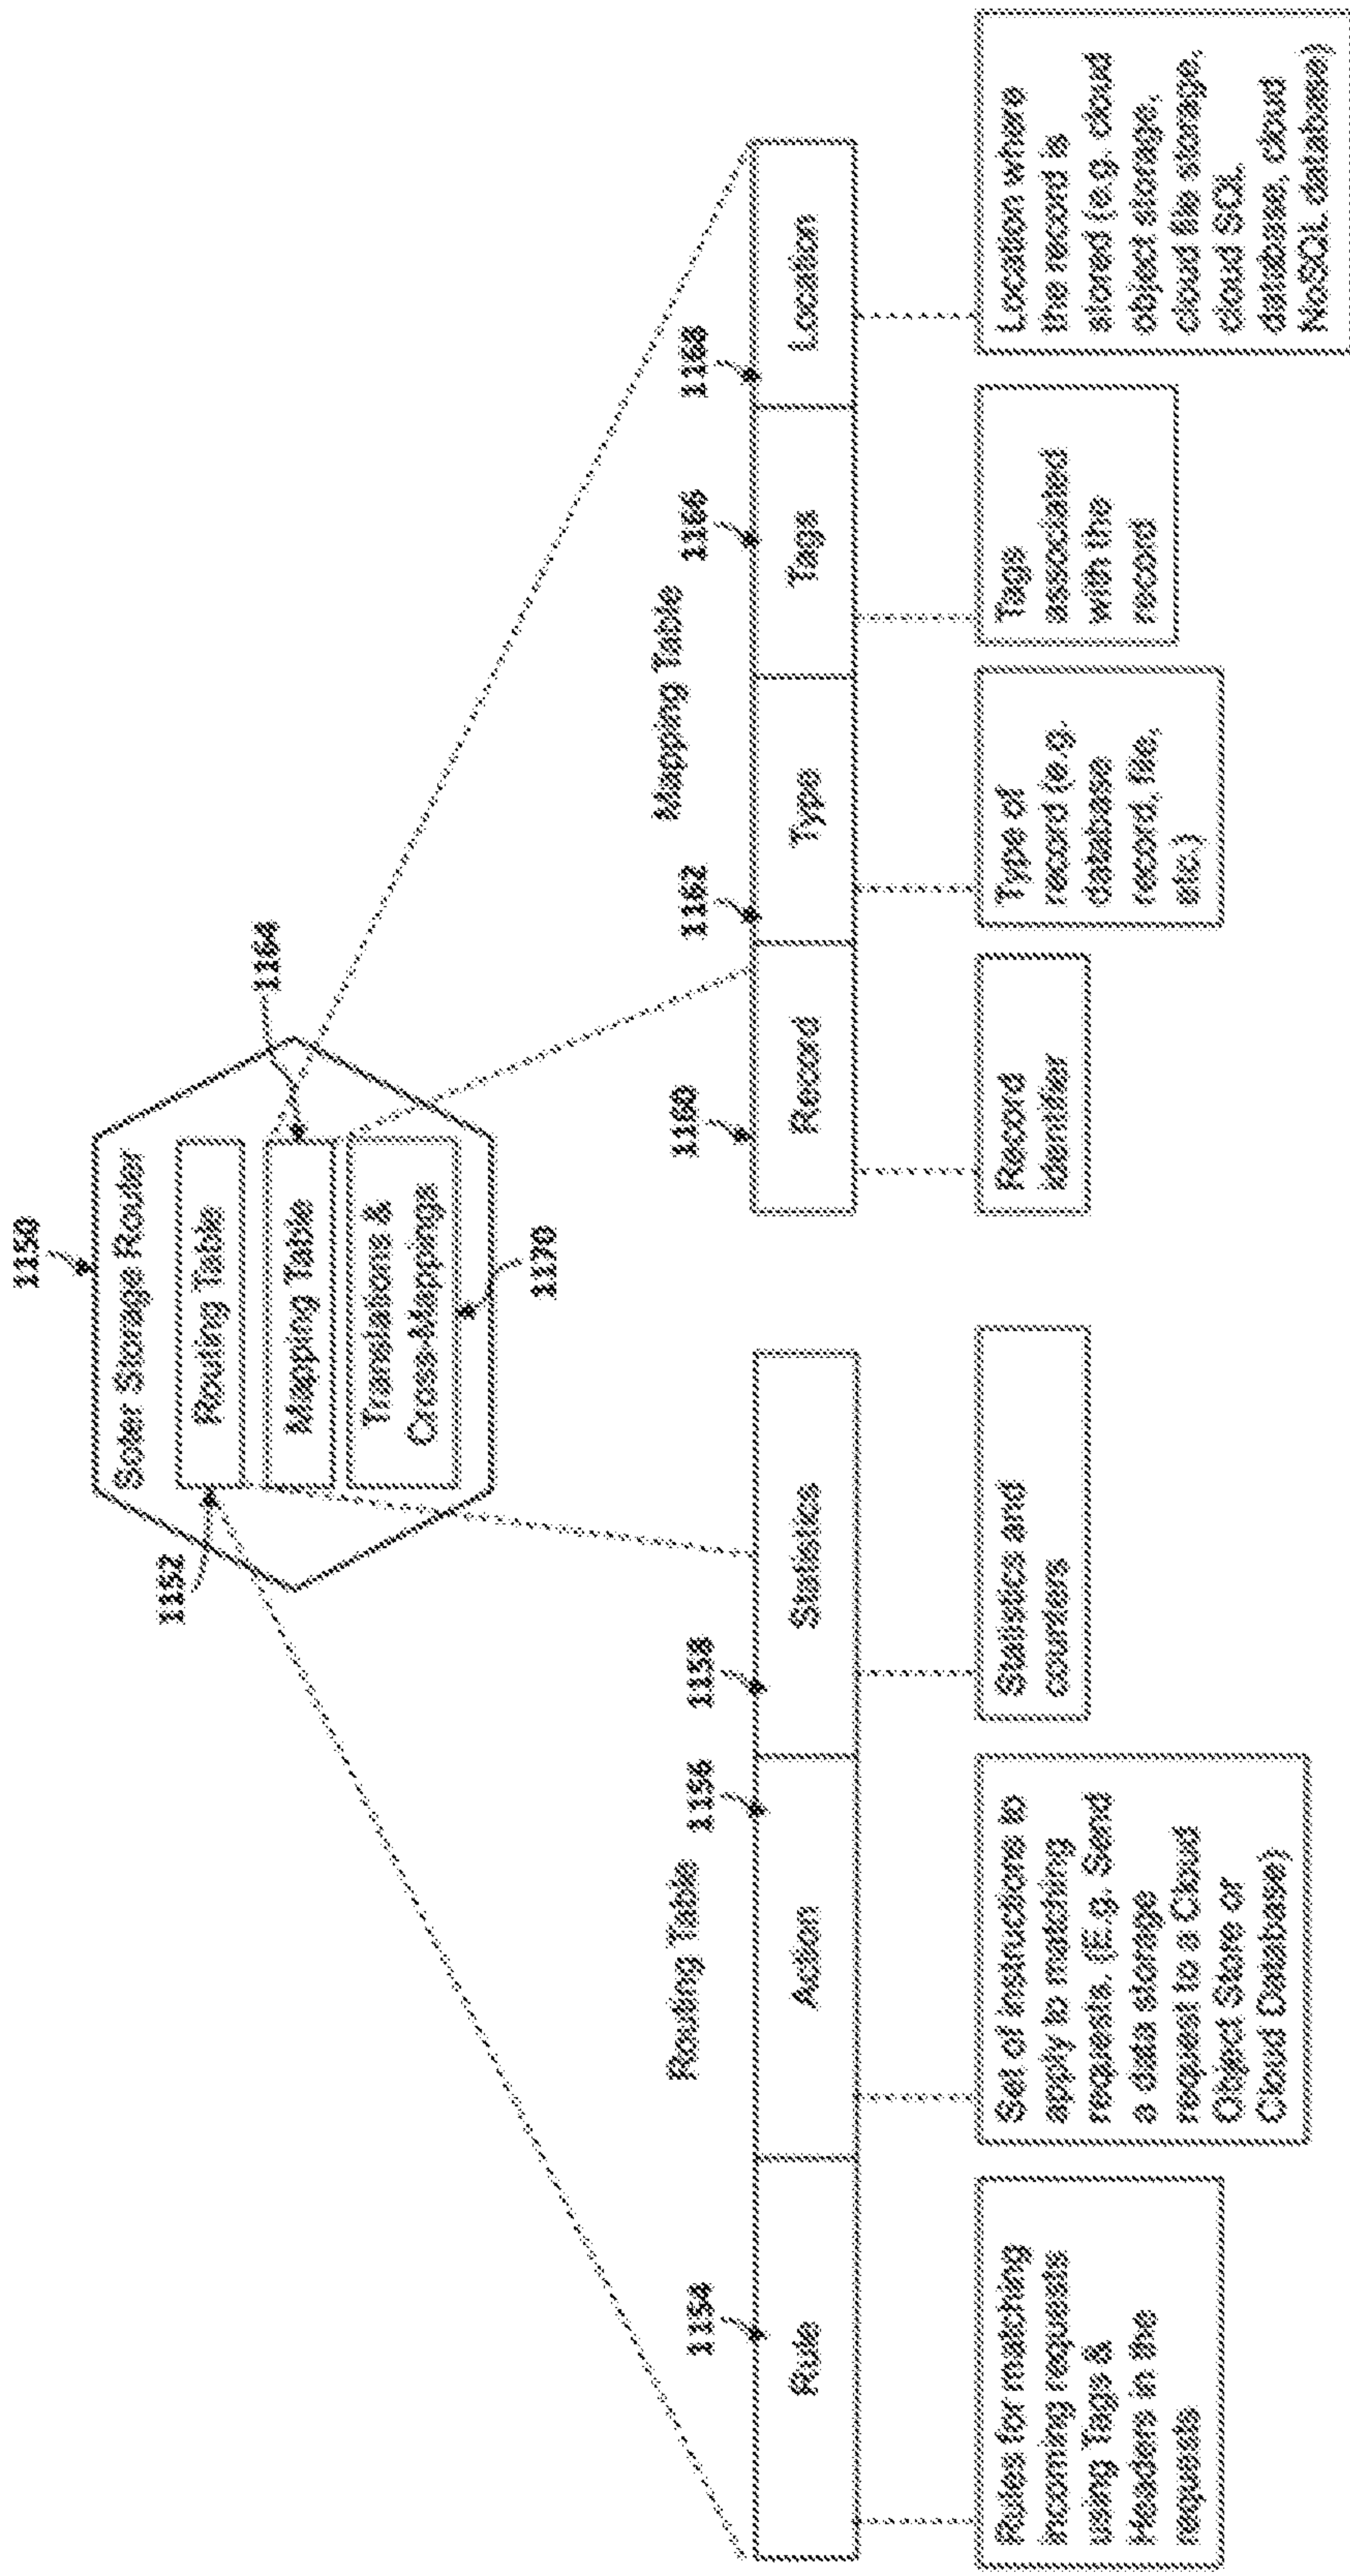 1150
Soter Storage Router
1152
Routing Table
1164
Mapping Table
Translations &
Cross-Mappings
1170
Routing Table
1154
1156
1158
Rule
Action
Statistics
Rules for matching
incoming requests
using Tags &
Headers in the
requests
Set of instructions to
apply to matching
requests. (E.g. Send
a data storage
request to a Cloud
Object Store or
Cloud Database)
Statistics and
counters
Mapping Table
1160
1162
1166
1168
Record
Type
Tags
Location
Record
Identifier
Type of
record (e.g.
database
record, file,
etc.)
Tags
associated
with the
record
Location where
the record is
stored (e.g. cloud
object storage,
cloud file storage,
cloud SQL
database, cloud
NoSQL database)